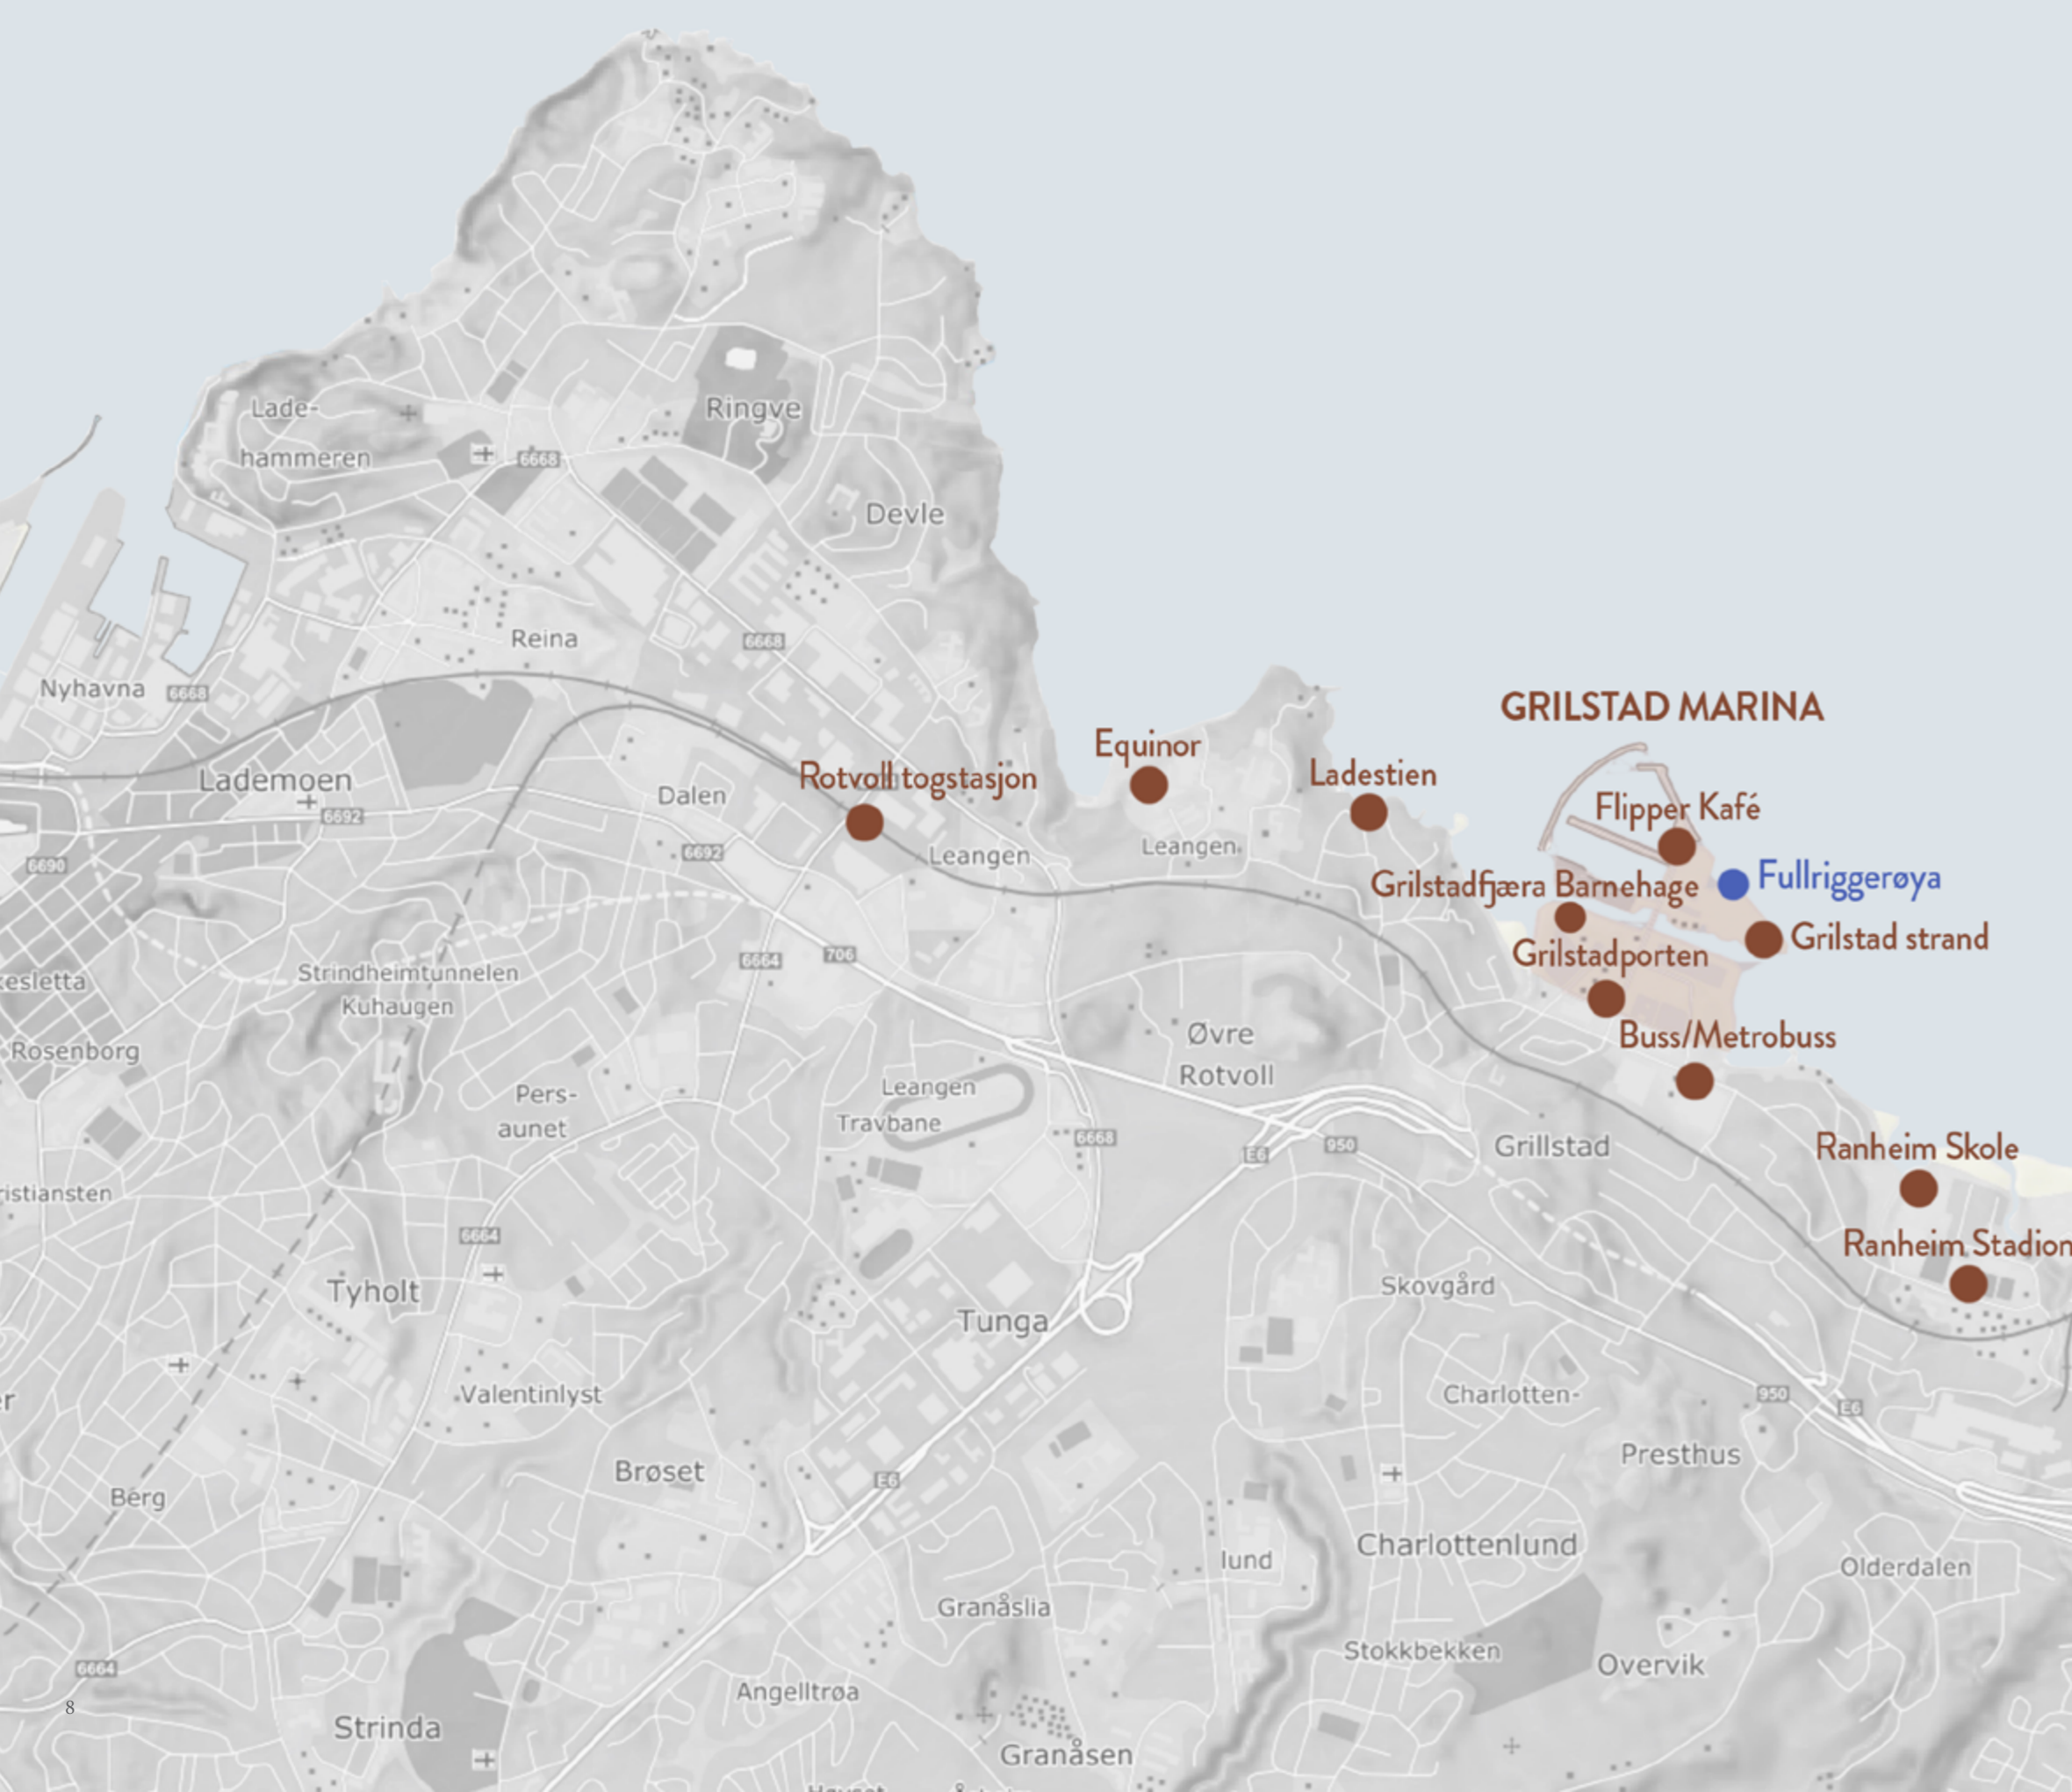 Lade-
hammeren
Ringve
6668
Devle
Reina
6668
Nyhavna
6668
GRILSTAD MARINA
Equinor
Rotvoll togstasjon
Ladestien
Lademoen
Dalen
Flipper Kafé
6692
6692
Leangen
Leangen
6690
Grilstadfjæra Barnehage
Fullriggerøya
Grilstad strand
Grilstadporten
6664
706
Strindheimtunnelen
Kuhaugen
esletta
Rosenborg
Øvre
Rotvoll
Buss/Metrobuss
Leangen
Travbane
Pers-
aunet
6668
950
E6
Grillstad
Ranheim Skole
Ranheim Stadion
ristiansten
6664
Tyholt
Tunga
Skovgård
Valentinlyst
Charlotten-
950
E6
er
Presthus
Brøset
E6
Berg
Charlottenlund
lund
Olderdalen
Granåslia
Stokkbekken
Overvik
6664
Angelltrøa
8
Strinda
Granåsen